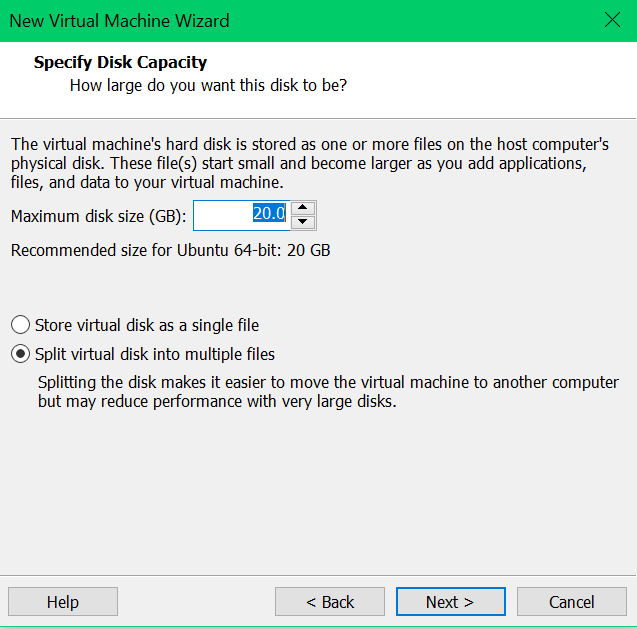 New Virtual Machine Wizard
Specify Disk Capacity
How large do you want this disk to be?
The virtual machine's hard disk is stored as one or more files on the host computer's
physical disk. These file(s) start small and become larger as you add applications,
files, and data to your virtual machine.
Maximum disk size (GB): 20.0
Recommended size for Ubuntu 64-bit: 20 GB
Store virtual disk as a single file
Split virtual disk into multiple files
Splitting the disk makes it easier to move the virtual machine to another computer
but may reduce performance with very large disks.
Help < Back Next > Cancel